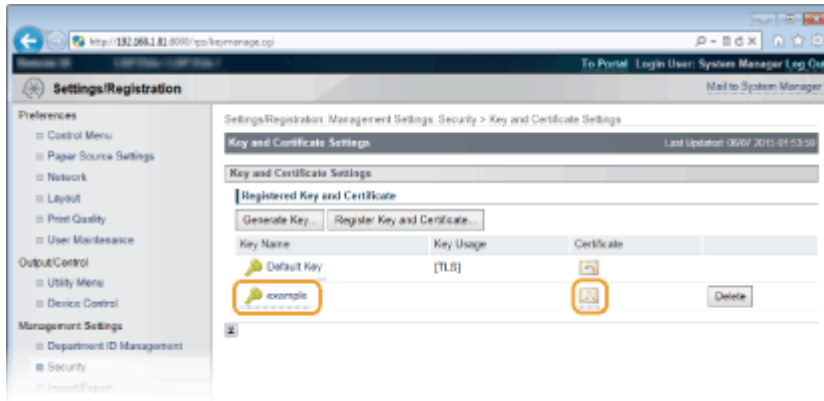 http://192.168.1.81:8000/rps/keymanage.cgi
To Portal Login User: System Manager Log Out
Settings/Registration
Mail to System Manager
Preferences
Control Menu
Paper Source Settings
Network
Layout
Print Quality
User Maintenance
Output/Control
Utility Menu
Device Control
Management Settings
Department ID Management
Security
Import/Export
Settings/Registration: Management Settings: Security > Key and Certificate Settings
Key and Certificate Settings
Last Updated: 06/07 2015 01:53:59
Key and Certificate Settings
Registered Key and Certificate
Generate Key... Register Key and Certificate...
Key Name Key Usage Certificate
Default Key [TLS]
example Delete